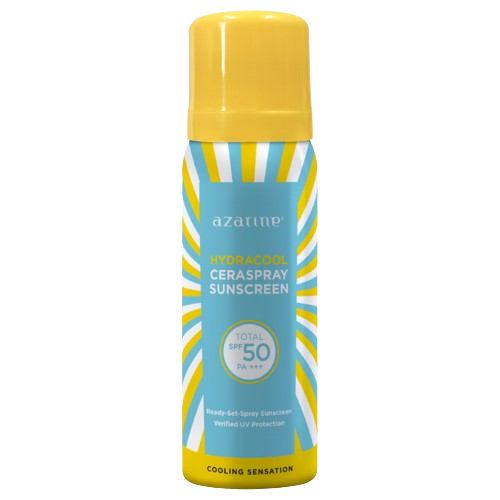 azarine
HYDRACOOL
CERASPRAY
SUNSCREEN
TOTAL
SPF 50
PA +++
Ready-Set-Spray Sunscreen
Verified UV Protection
COOLING SENSATION